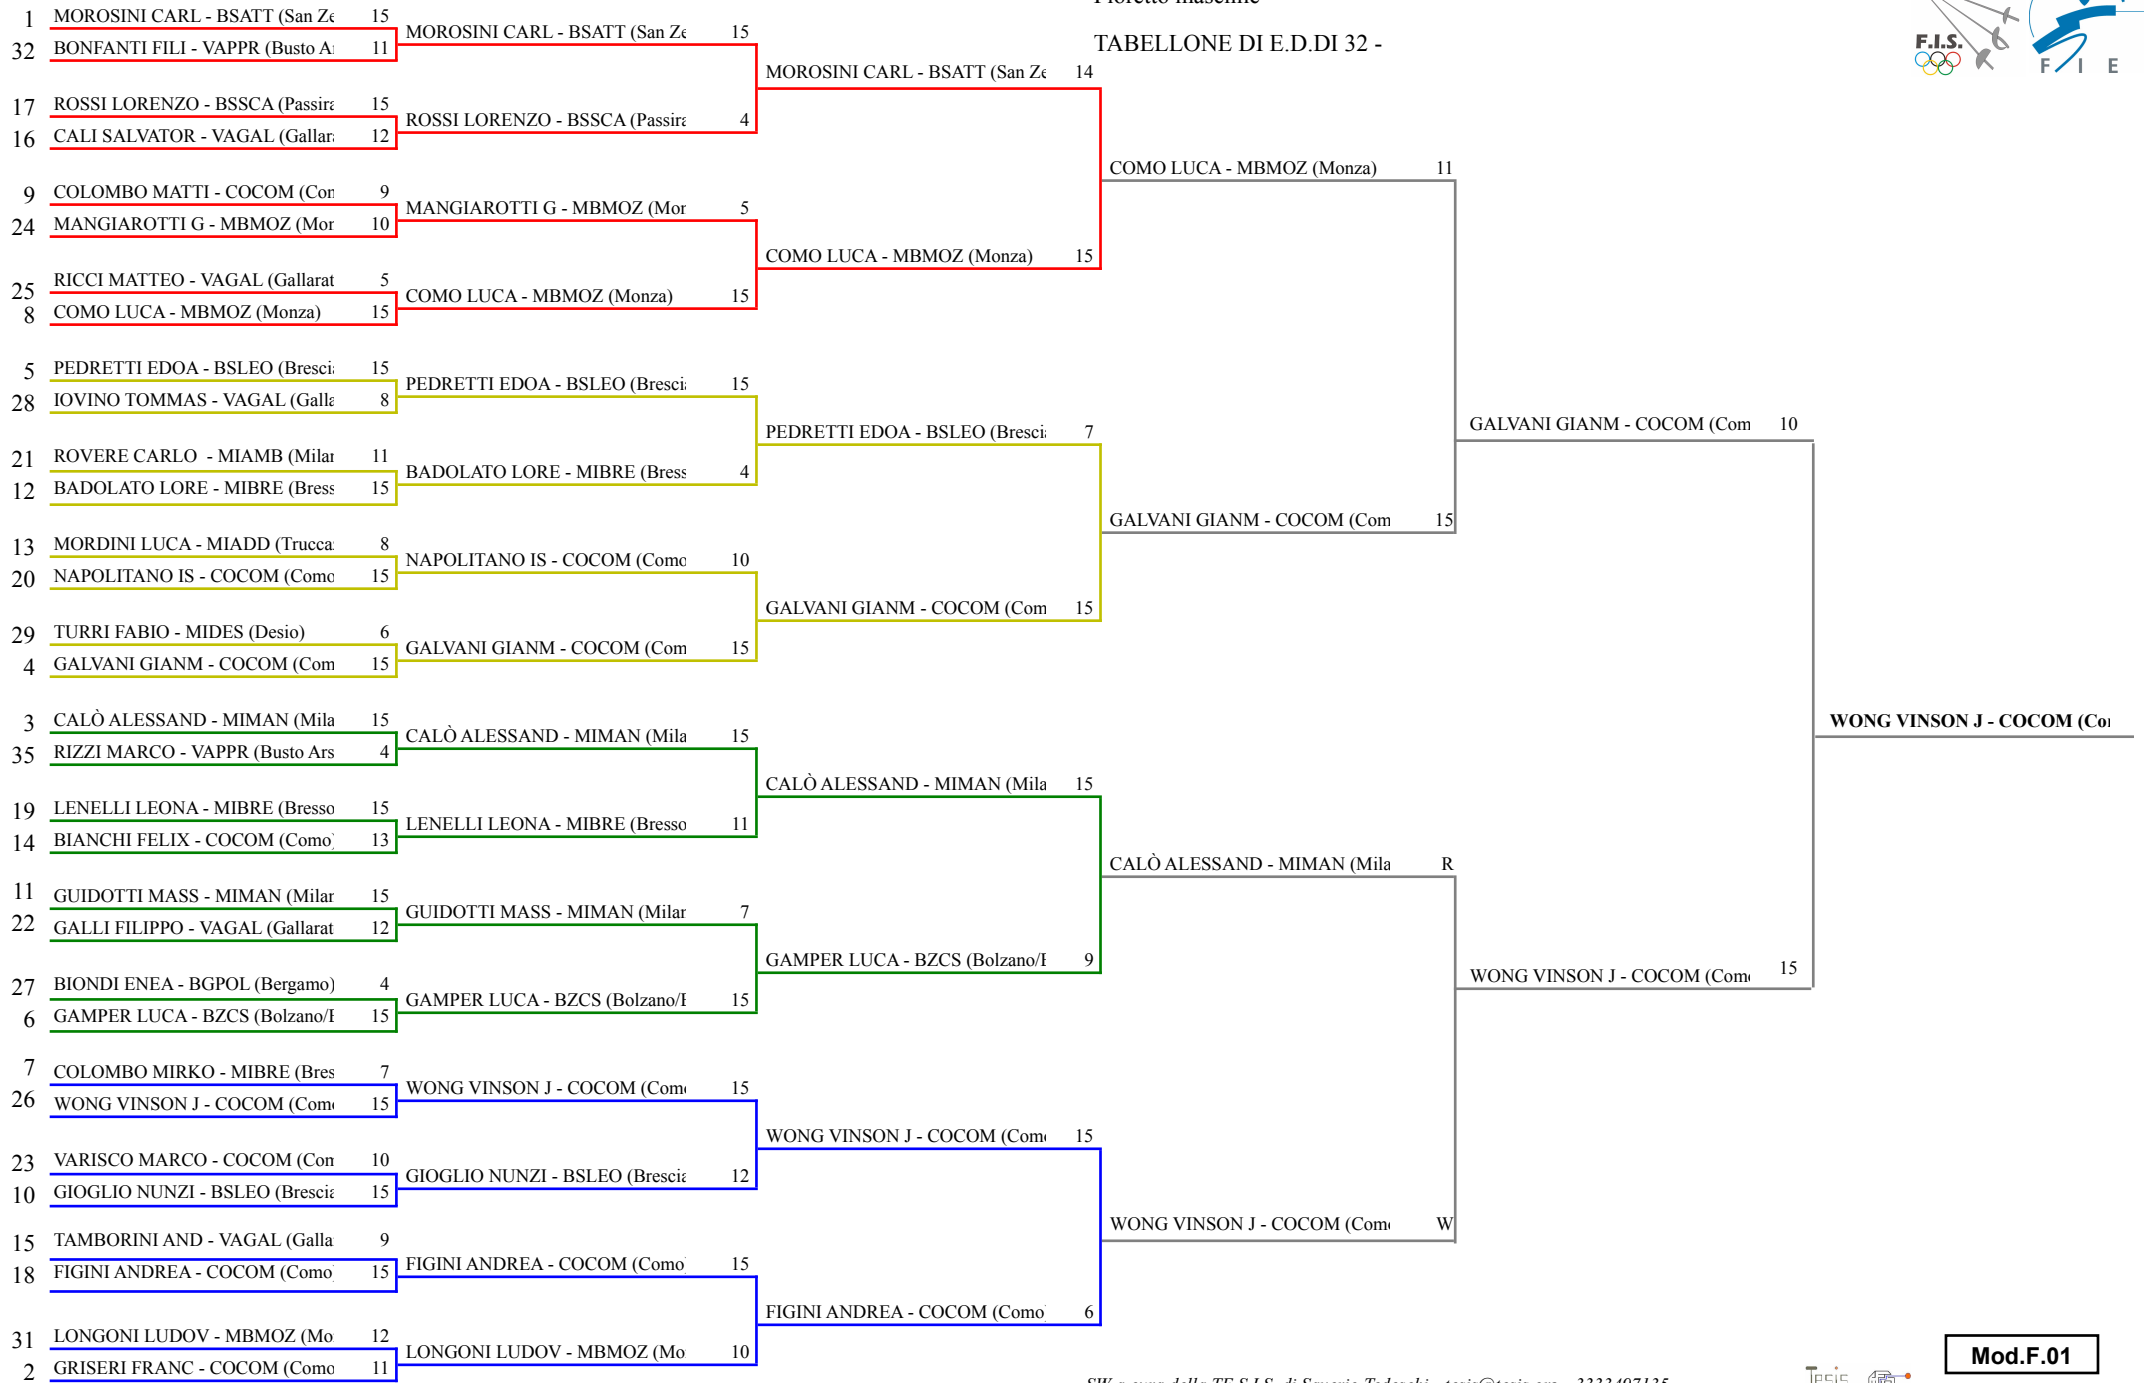 TABELLONE DI E.D.DI 32 -
F.I.S.
F I E
1 MOROSINI CARL - BSATT (San Ze 15
32 BONFANTI FILI - VAPPR (Busto A 11
17 ROSSI LORENZO - BSSCA (Passira 15
16 CALI SALVATOR - VAGAL (Gallar 12
9 COLOMBO MATTI - COCOM (Con 9
24 MANGIAROTTI G - MBMOZ (Mor 10
25 RICCI MATTEO - VAGAL (Gallarat 5
8 COMO LUCA - MBMOZ (Monza) 15
5 PEDRETTI EDOA - BSLEO (Bresci 15
28 IOVINO TOMMAS - VAGAL (Galla 8
21 ROVERE CARLO - MIAMB (Milar 11
12 BADOLATO LORE - MIBRE (Bress 15
13 MORDINI LUCA - MIADD (Trucca 8
20 NAPOLITANO IS - COCOM (Como 15
29 TURRI FABIO - MIDES (Desio) 6
4 GALVANI GIANM - COCOM (Com 15
3 CALÒ ALESSAND - MIMAN (Mila 15
35 RIZZI MARCO - VAPPR (Busto Ars 4
19 LENELLI LEONA - MIBRE (Bresso 15
14 BIANCHI FELIX - COCOM (Como) 13
11 GUIDOTTI MASS - MIMAN (Milar 15
22 GALLI FILIPPO - VAGAL (Gallarat 12
27 BIONDI ENEA - BGPOL (Bergamo) 4
6 GAMPER LUCA - BZCS (Bolzano/ 15
7 COLOMBO MIRKO - MIBRE (Bres 7
26 WONG VINSON J - COCOM (Com 15
23 VARISCO MARCO - COCOM (Con 10
10 GIOGLIO NUNZI - BSLEO (Brescia 15
15 TAMBORINI AND - VAGAL (Galla 9
18 FIGINI ANDREA - COCOM (Como) 15
31 LONGONI LUDOV - MBMOZ (Mo 12
2 GRISERI FRANC - COCOM (Como 11
MOROSINI CARL - BSATT (San Ze 15
ROSSI LORENZO - BSSCA (Passira 4
MANGIAROTTI G - MBMOZ (Mor 5
COMO LUCA - MBMOZ (Monza) 15
PEDRETTI EDOA - BSLEO (Bresci 15
BADOLATO LORE - MIBRE (Bress 4
NAPOLITANO IS - COCOM (Como 10
GALVANI GIANM - COCOM (Com 15
CALÒ ALESSAND - MIMAN (Mila 15
LENELLI LEONA - MIBRE (Bresso 11
GUIDOTTI MASS - MIMAN (Milar 7
GAMPER LUCA - BZCS (Bolzano/ 15
WONG VINSON J - COCOM (Com 15
GIOGLIO NUNZI - BSLEO (Brescia 12
FIGINI ANDREA - COCOM (Como) 15
LONGONI LUDOV - MBMOZ (Mo 10
MOROSINI CARL - BSATT (San Ze 14
COMO LUCA - MBMOZ (Monza) 15
PEDRETTI EDOA - BSLEO (Bresci 7
GALVANI GIANM - COCOM (Com 15
CALÒ ALESSAND - MIMAN (Mila 15
GAMPER LUCA - BZCS (Bolzano/ 9
WONG VINSON J - COCOM (Com 15
FIGINI ANDREA - COCOM (Como) 6
COMO LUCA - MBMOZ (Monza) 11
GALVANI GIANM - COCOM (Com 15
CALÒ ALESSAND - MIMAN (Mila R
WONG VINSON J - COCOM (Com W
GALVANI GIANM - COCOM (Com 10
WONG VINSON J - COCOM (Com 15
WONG VINSON J - COCOM (Co
Mod.F.01